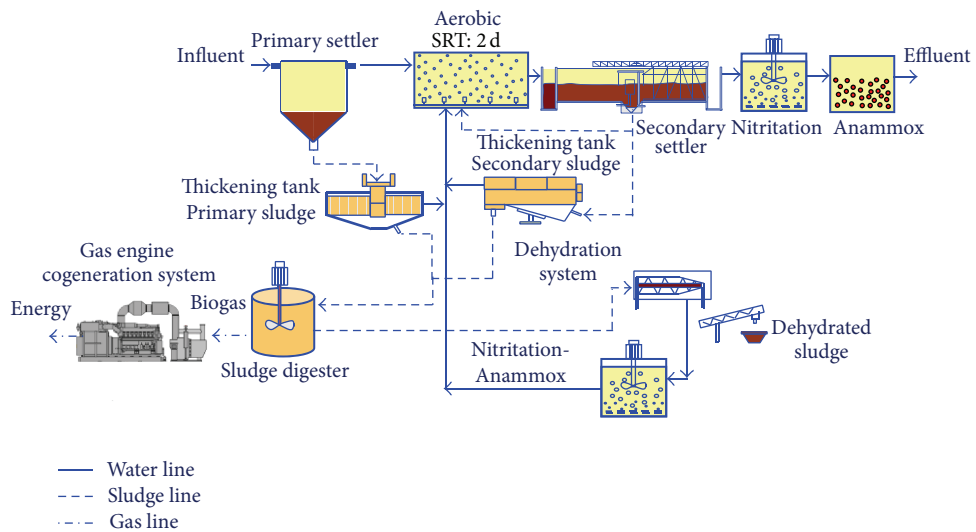 Influent
Primary settler
Aerobic
SRT: 2 d
Secondary
settler
Nitritation
Anammox
Effluent
Thickening tank
Primary sludge
Thickening tank
Secondary sludge
Gas engine
cogeneration system
Energy
Biogas
Sludge digester
Dehydration
system
Dehydrated
sludge
Nitritation-
Anammox
Water line
Sludge line
Gas line